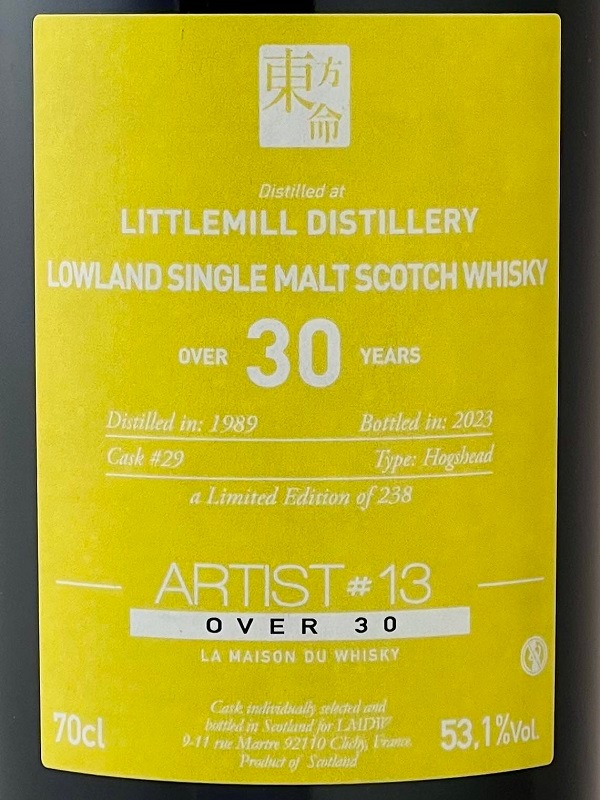 東方命
Distilled at
LITTLEMILL DISTILLERY
LOWLAND SINGLE MALT SCOTCH WHISKY
OVER 30 YEARS
Distilled in: 1989 Bottled in: 2023
Cask #29 Type: Hogshead
a Limited Edition of 238
ARTIST #13
OVER 30
LA MAISON DU WHISKY
Cask individually selected and
bottled in Scotland for LMDW
9-11 rue Martre 92110 Clichy, France
Product of Scotland
70cl 53,1%Vol.